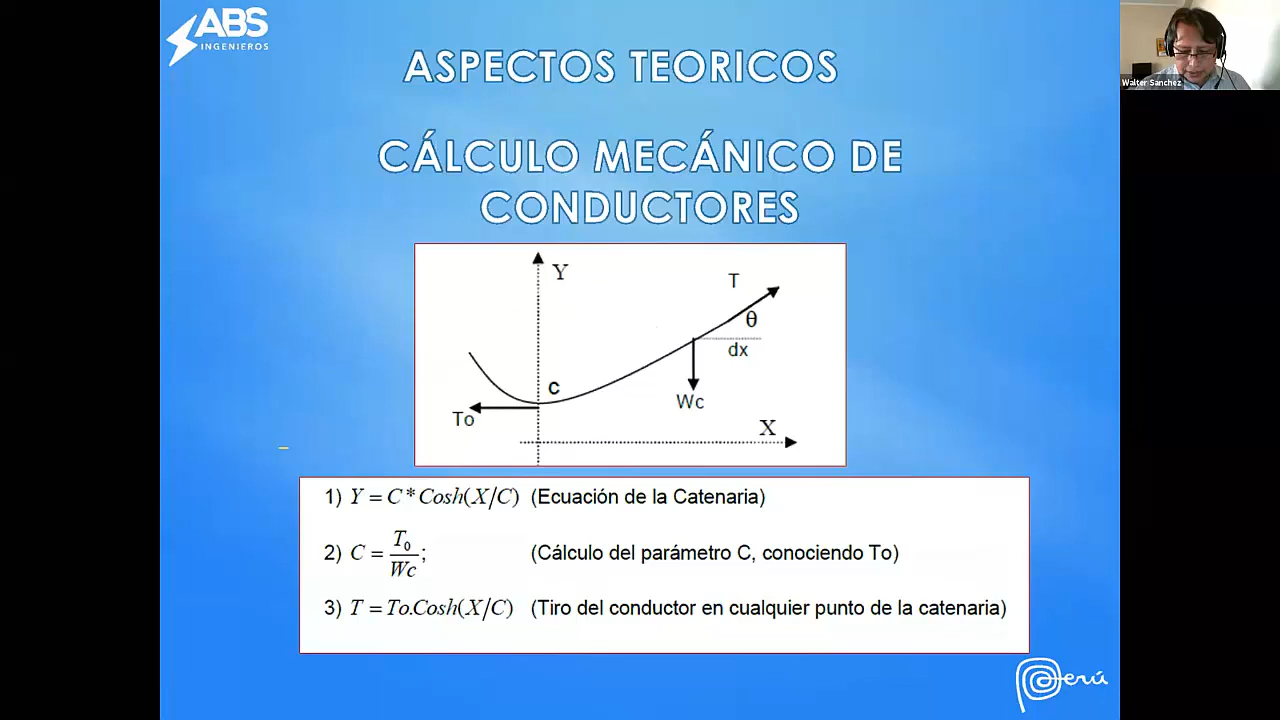 ABS
INGENIEROS
Walter Sanchez
ASPECTOS TEORICOS
CÁLCULO MECÁNICO DE
CONDUCTORES
Y
T
θ
dx
C
Wc
To
X
1) Y = C * Cosh(X/C) (Ecuación de la Catenaria)
2) C = T₀/Wc; (Cálculo del parámetro C, conociendo To)
3) T = To.Cosh(X/C) (Tiro del conductor en cualquier punto de la catenaria)
Perú